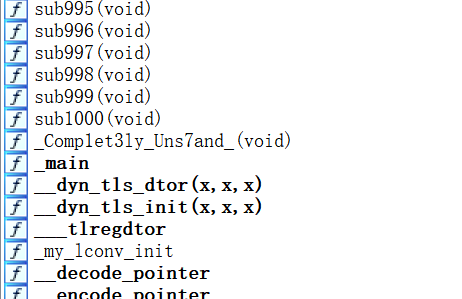 f sub995(void)
f sub996(void)
f sub997(void)
f sub998(void)
f sub999(void)
f sub1000(void)
f _Complet3ly_Uns7and_(void)
f _main
f __dyn_tls_dtor(x,x,x)
f __dyn_tls_init(x,x,x)
f ___tlregdtor
f _my_lconv_init
f __decode_pointer
f __encode_pointer